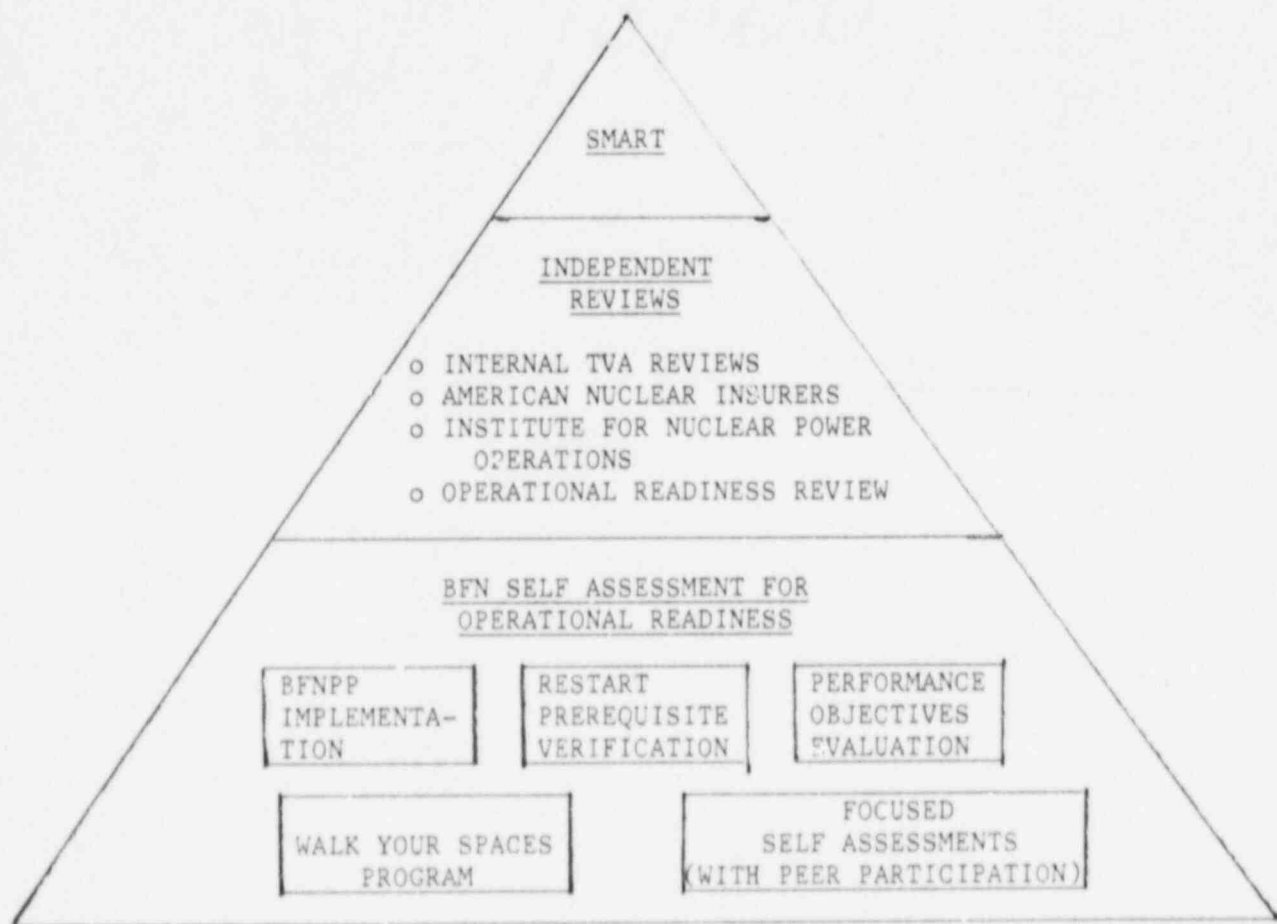 SMART
INDEPENDENT
REVIEWS
o INTERNAL TVA REVIEWS
o AMERICAN NUCLEAR INSURERS
o INSTITUTE FOR NUCLEAR POWER
OPERATIONS
o OPERATIONAL READINESS REVIEW
BFN SELF ASSESSMENT FOR
OPERATIONAL READINESS
BFNPP
IMPLEMENTA-
TION
RESTART
PREREQUISITE
VERIFICATION
PERFORMANCE
OBJECTIVES
EVALUATION
WALK YOUR SPACES
PROGRAM
FOCUSED
SELF ASSESSMENTS
(WITH PEER PARTICIPATION)